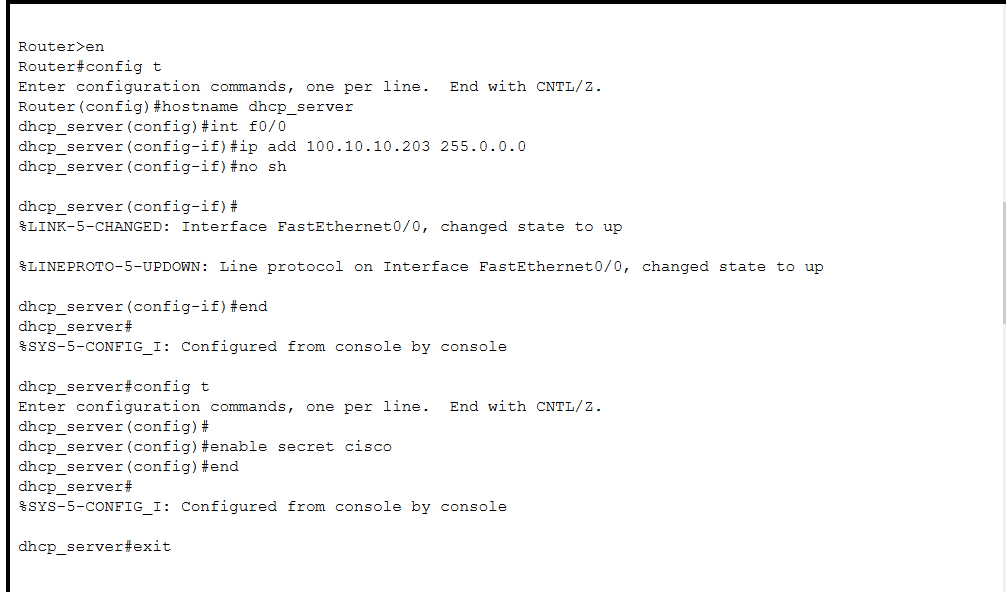 Router>en
Router#config t
Enter configuration commands, one per line.  End with CNTL/Z.
Router(config)#hostname dhcp_server
dhcp_server(config)#int f0/0
dhcp_server(config-if)#ip add 100.10.10.203 255.0.0.0
dhcp_server(config-if)#no sh
dhcp_server(config-if)#
%LINK-5-CHANGED: Interface FastEthernet0/0, changed state to up
%LINEPROTO-5-UPDOWN: Line protocol on Interface FastEthernet0/0, changed state to up
dhcp_server(config-if)#end
dhcp_server#
%SYS-5-CONFIG_I: Configured from console by console
dhcp_server#config t
Enter configuration commands, one per line.  End with CNTL/Z.
dhcp_server(config)#
dhcp_server(config)#enable secret cisco
dhcp_server(config)#end
dhcp_server#
%SYS-5-CONFIG_I: Configured from console by console
dhcp_server#exit